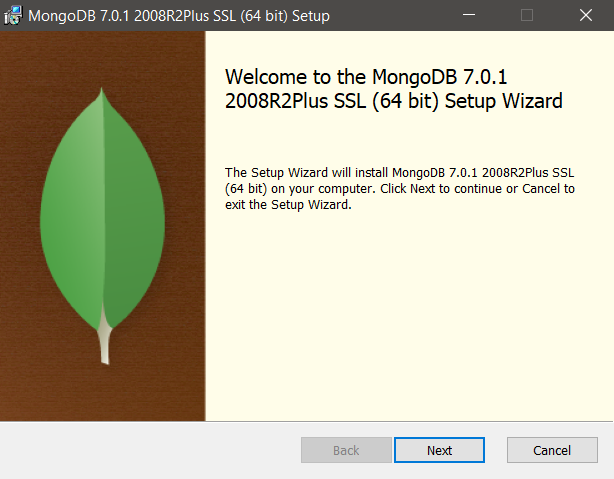 MongoDB 7.0.1 2008R2Plus SSL (64 bit) Setup
Welcome to the MongoDB 7.0.1
2008R2Plus SSL (64 bit) Setup Wizard
The Setup Wizard will install MongoDB 7.0.1 2008R2Plus SSL
(64 bit) on your computer. Click Next to continue or Cancel to
exit the Setup Wizard.
Back
Next
Cancel